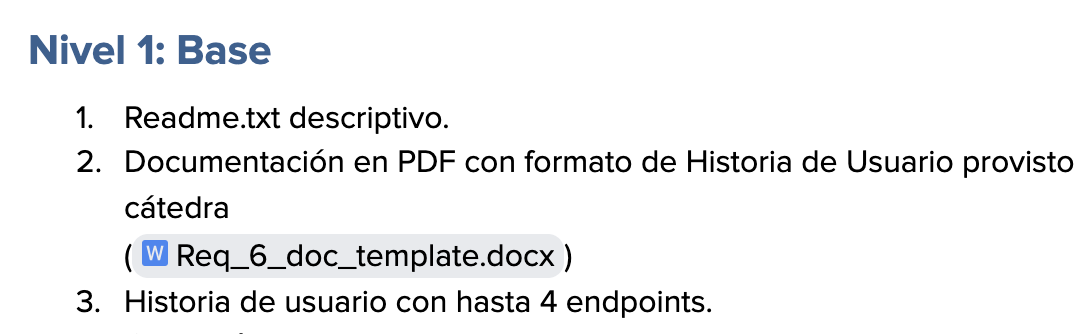 Nivel 1: Base
1. Readme.txt descriptivo.
2. Documentación en PDF con formato de Historia de Usuario provisto
cátedra
(W Req_6_doc_template.docx)
3. Historia de usuario con hasta 4 endpoints.